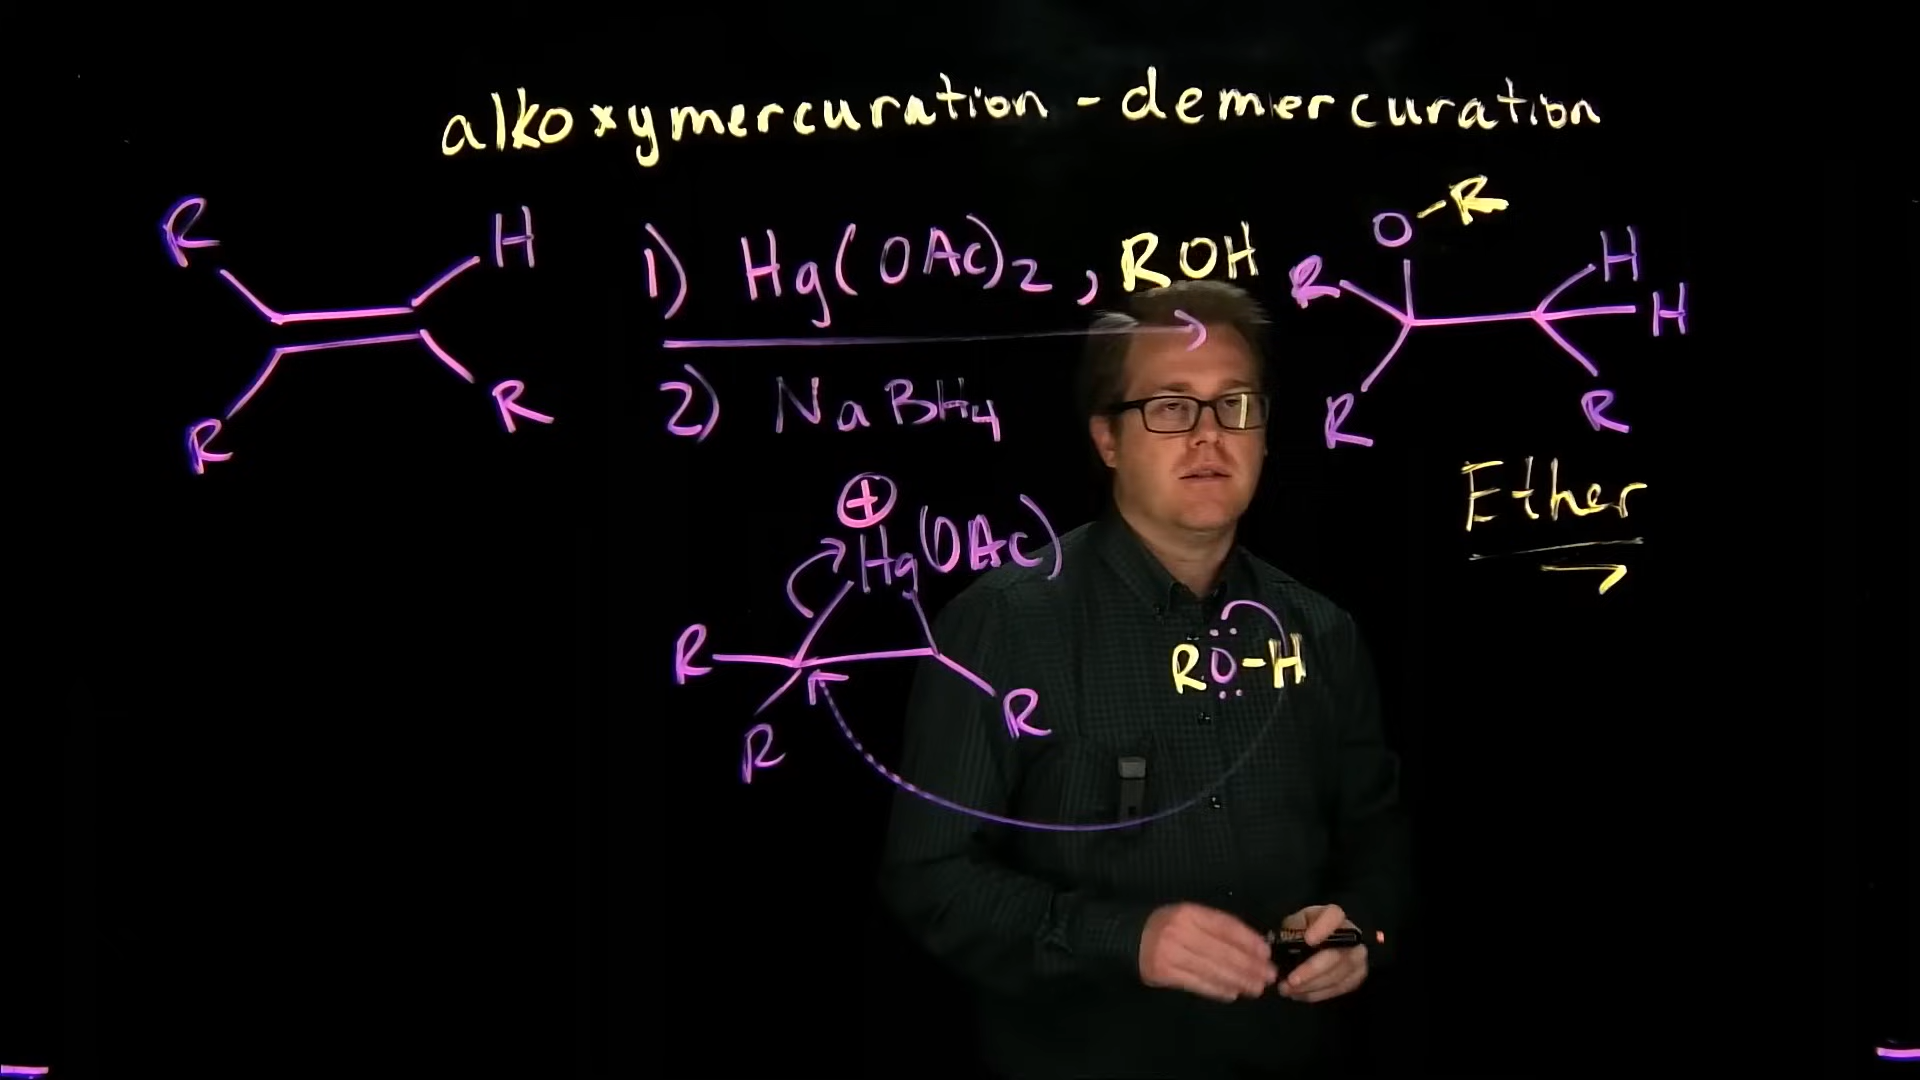 alkoxymercuration - demercuration
R H R R
1) Hg(OAc)2, ROH
2) NaBH4
O-R R H H R R
Ether
+
Hg(OAc)
R R R
RO-H